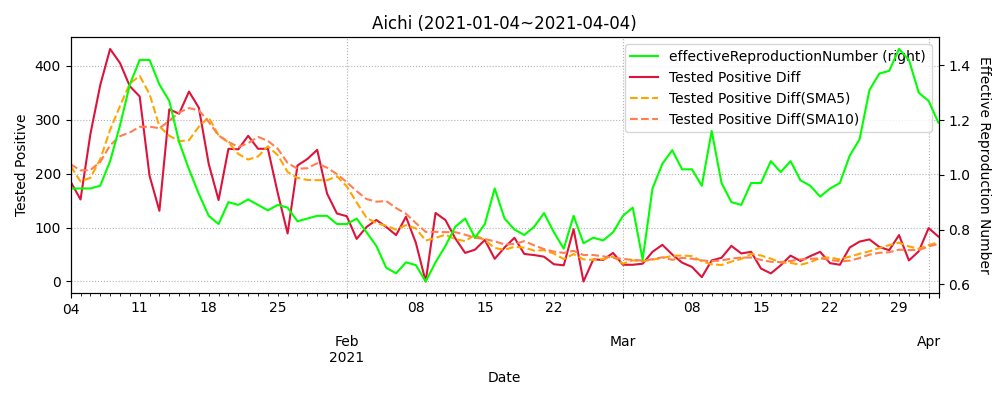 Aichi (2021-01-04~2021-04-04)
effectiveReproductionNumber (right)
Tested Positive Diff
Tested Positive Diff(SMA5)
Tested Positive Diff(SMA10)
Tested Positive
400
300
200
100
0
Effective Reproduction Number
1.4
1.2
1.0
0.8
0.6
04 11 18 25 08 15 22 08 15 22 29
Feb Mar Apr
2021
Date